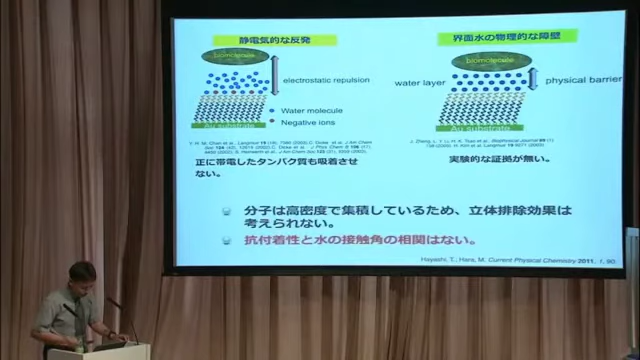 静電気的な反発
biomolecule
electrostatic repulsion
Water molecule
Negative ions
Au substrate
正に帯電したタンパク質も吸着させ
ない。
界面水の物理的な障壁
biomolecule
water layer
physical barrier
Au substrate
実験的な証拠が無い。
分子は高密度で集積しているため、立体排除効果は
考えられない。
抗付着性と水の接触角の相関はない。
Hayashi, T.; Hara, M. Current Physical Chemistry 2011, 1, 90